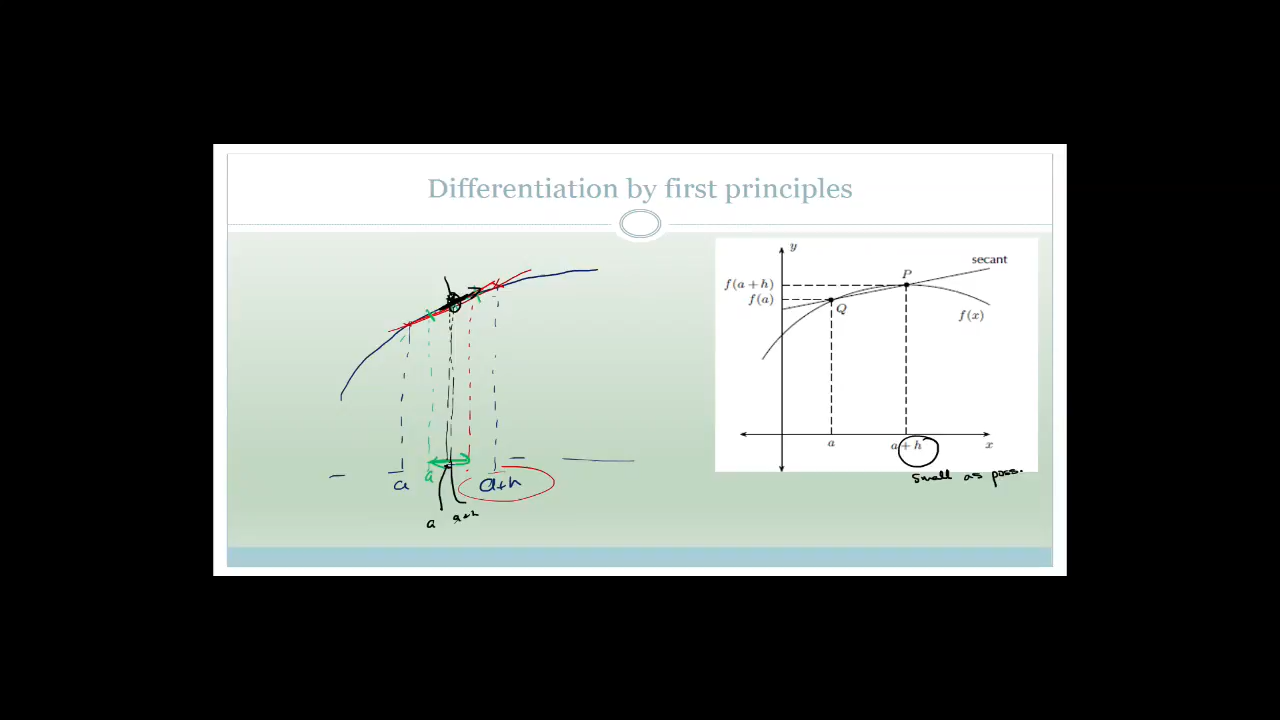 Differentiation by first principles
a
a
a+h
a
a+h
y
secant
P
f(a + h)
f(a)
Q
f(x)
a
a + h
x
small as poss.